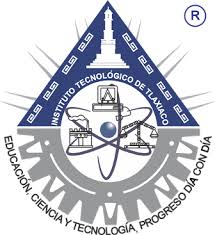 ®
INSTITUTO TECNOLÓGICO DE TLAXIACO
EDUCACIÓN, CIENCIA Y TECNOLOGÍA, PROGRESO DÍA CON DÍA